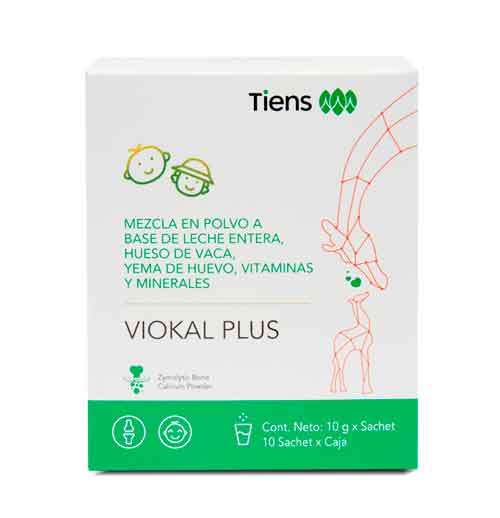 Tiens
MEZCLA EN POLVO A
BASE DE LECHE ENTERA,
HUESO DE VACA,
YEMA DE HUEVO, VITAMINAS
Y MINERALES
VIOKAL PLUS
Zymolytic Bone
Calcium Powder
Cont. Neto: 10 g x Sachet
10 Sachet x Caja